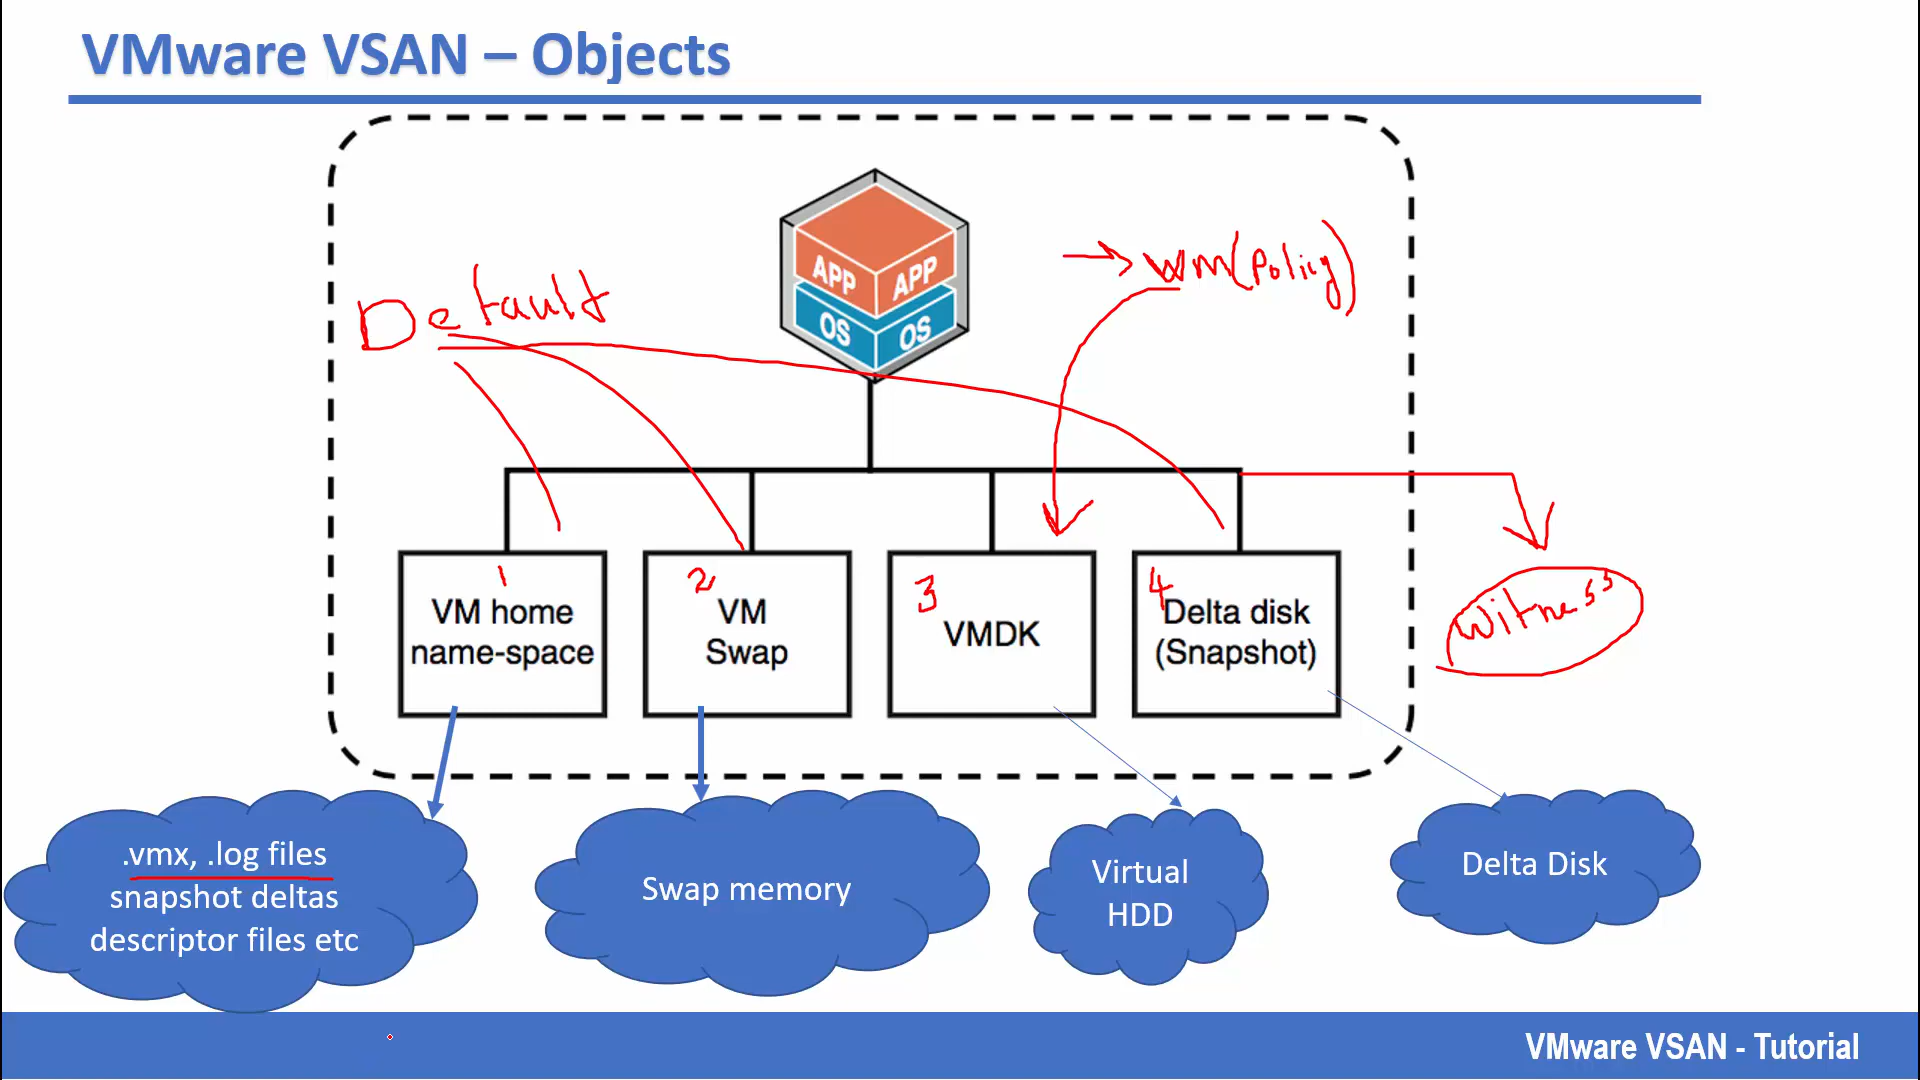 VMware VSAN – Objects
APP APP
OS OS
Default
wm(Policy)
1
VM home
name-space
2
VM
Swap
3
VMDK
4
Delta disk
(Snapshot)
Witness
.vmx, .log files
snapshot deltas
descriptor files etc
Swap memory
Virtual
HDD
Delta Disk
VMware VSAN - Tutorial